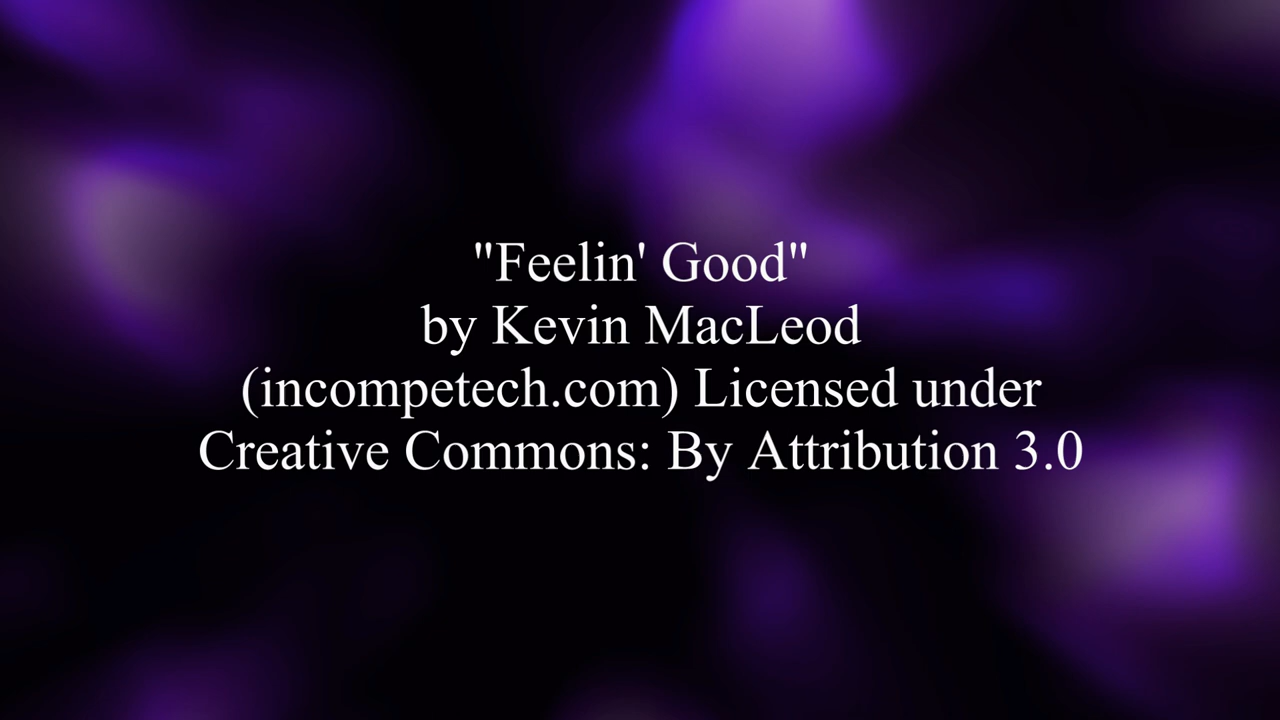 "Feelin' Good"
by Kevin MacLeod
(incompetech.com) Licensed under
Creative Commons: By Attribution 3.0